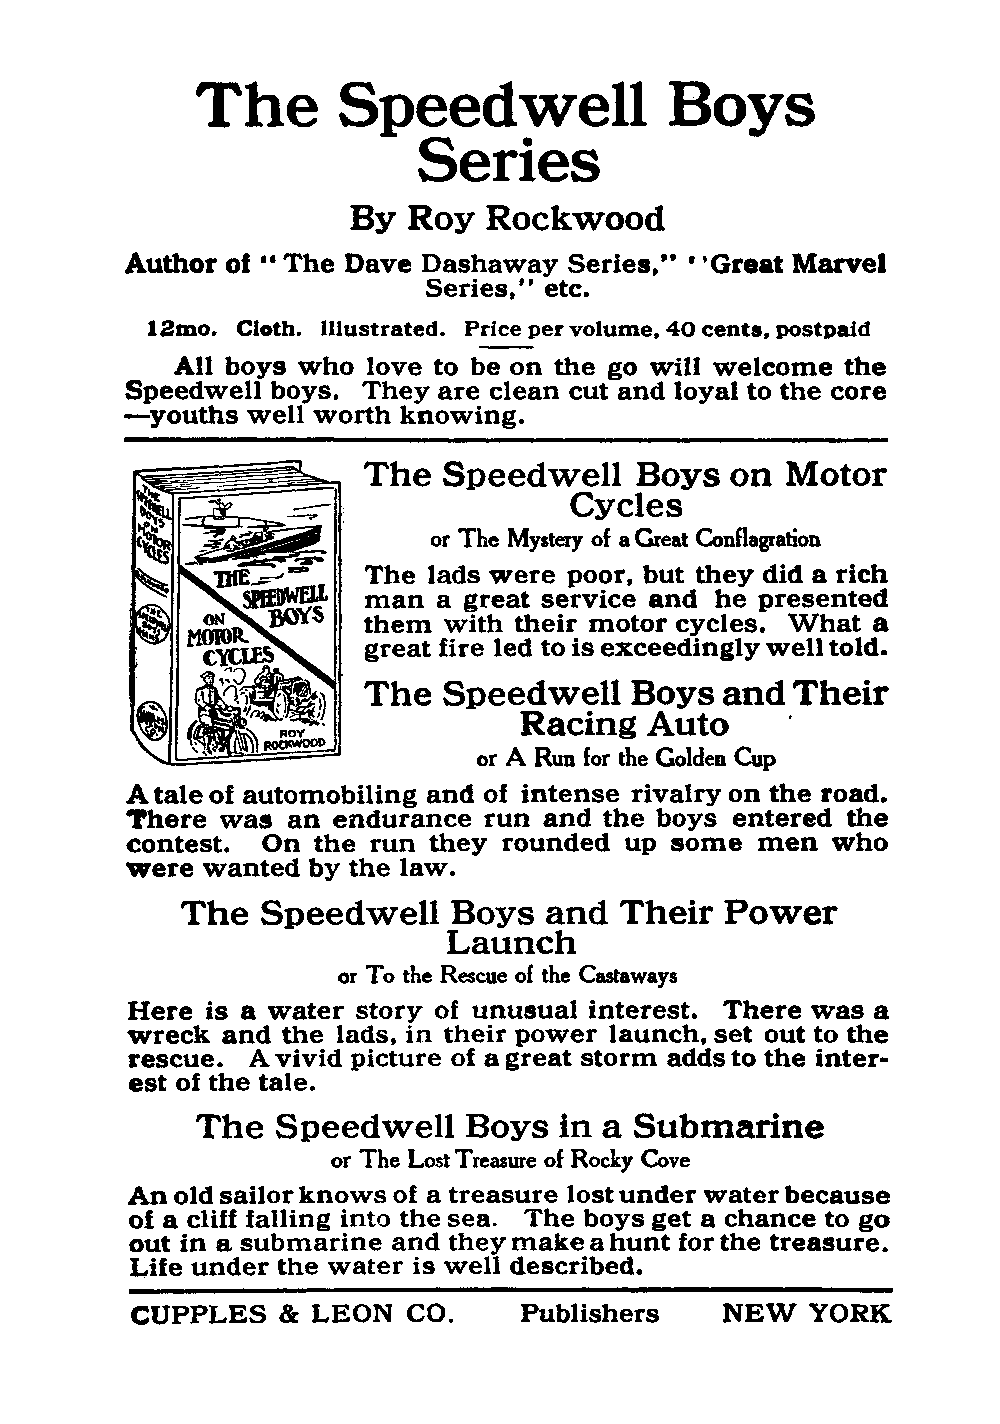 The Speedwell Boys
Series
By Roy Rockwood
Author of "The Dave Dashaway Series," "Great Marvel
Series," etc.
12mo. Cloth. Illustrated. Price per volume, 40 cents, postpaid
All boys who love to be on the go will welcome the
Speedwell boys. They are clean cut and loyal to the core
—youths well worth knowing.
THE
SPEEDWELL
BOYS
ON
MOTOR
CYCLES
THE
SPEEDWELL
BOYS
ON
MOTOR
CYCLES
ROY
ROCKWOOD
The Speedwell Boys on Motor
Cycles
or The Mystery of a Great Conflagration
The lads were poor, but they did a rich
man a great service and he presented
them with their motor cycles. What a
great fire led to is exceedingly well told.
The Speedwell Boys and Their
Racing Auto
or A Run for the Golden Cup
A tale of automobiling and of intense rivalry on the road.
There was an endurance run and the boys entered the
contest. On the run they rounded up some men who
were wanted by the law.
The Speedwell Boys and Their Power
Launch
or To the Rescue of the Castaways
Here is a water story of unusual interest. There was a
wreck and the lads, in their power launch, set out to the
rescue. A vivid picture of a great storm adds to the inter-
est of the tale.
The Speedwell Boys in a Submarine
or The Lost Treasure of Rocky Cove
An old sailor knows of a treasure lost under water because
of a cliff falling into the sea. The boys get a chance to go
out in a submarine and they make a hunt for the treasure.
Life under the water is well described.
CUPPLES & LEON CO. Publishers NEW YORK